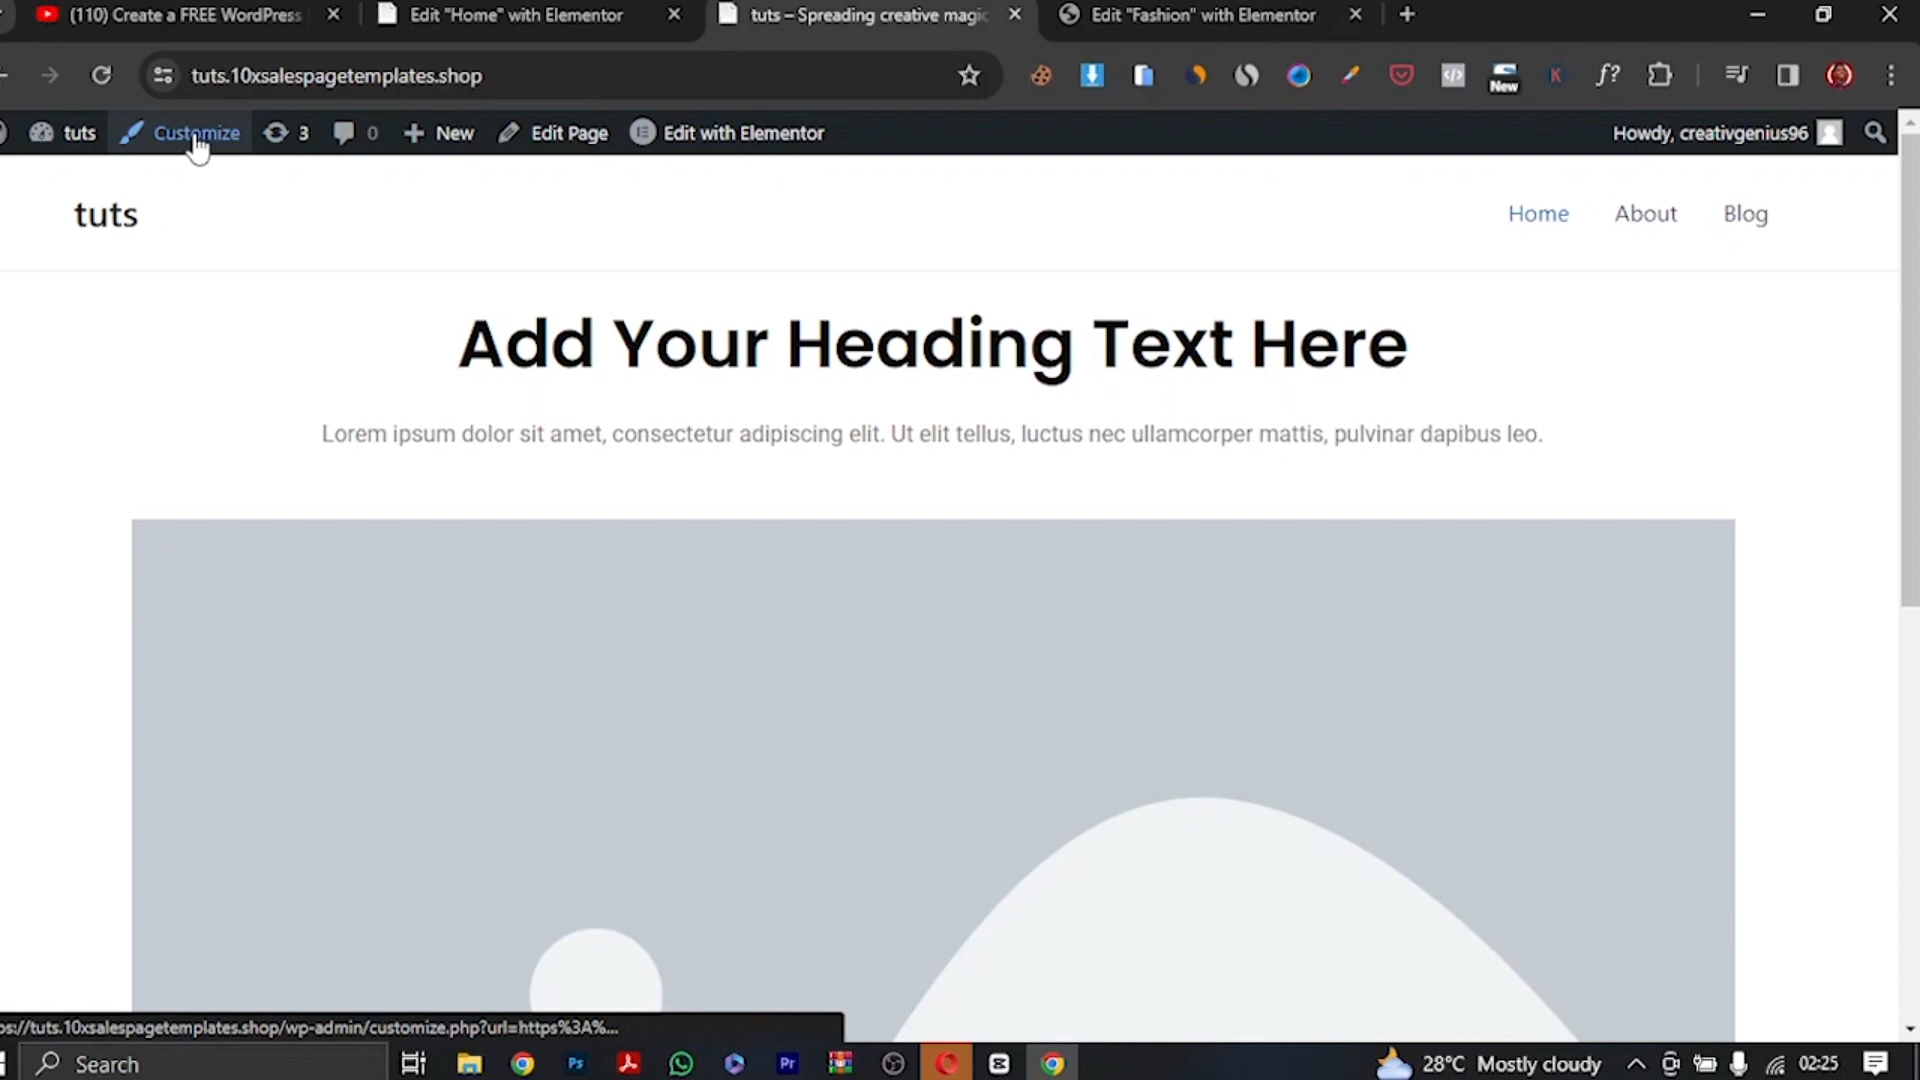 (110) Create a FREE WordPress
Edit "Home" with Elementor
tuts – Spreading creative magic
Edit "Fashion" with Elementor
tuts.10xsalespagetemplates.shop
New
K
f?
tuts
Customize
3
0
New
Edit Page
Edit with Elementor
Howdy, creativgenius96
tuts
Home
About
Blog
Add Your Heading Text Here
Lorem ipsum dolor sit amet, consectetur adipiscing elit. Ut elit tellus, luctus nec ullamcorper mattis, pulvinar dapibus leo.
ps://tuts.10xsalespagetemplates.shop/wp-admin/customize.php?url=https%3A%...
Search
Ps
Pr
28°C Mostly cloudy
02:25